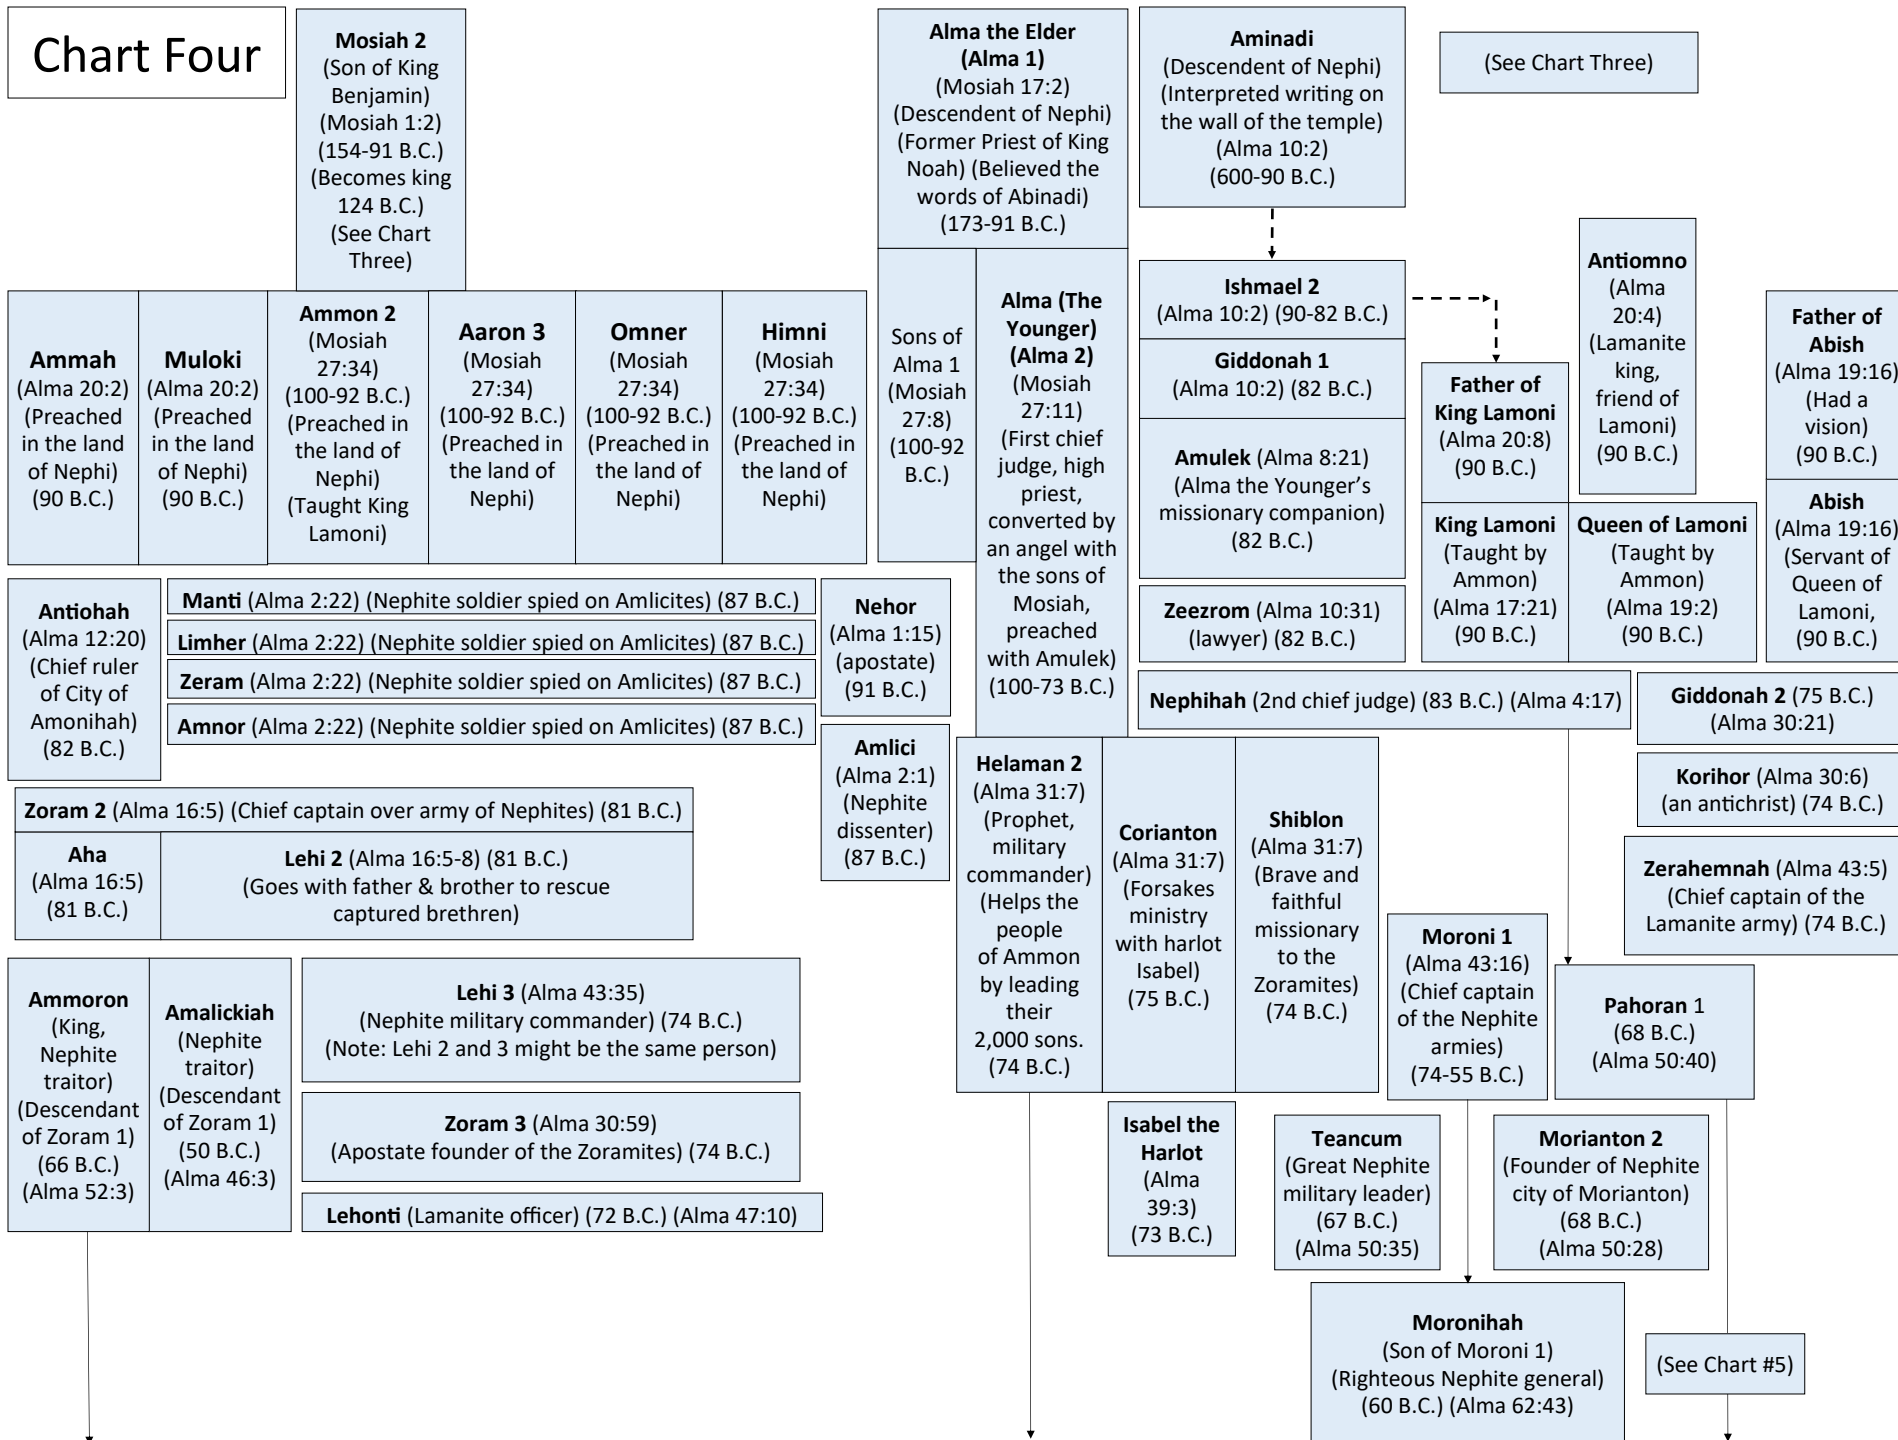 Chart Four
Mosiah 2
(Son of King
Benjamin)
(Mosiah 1:2)
(154-91 B.C.)
(Becomes king
124 B.C.)
(See Chart
Three)
Alma the Elder
(Alma 1)
(Mosiah 17:2)
(Descendent of Nephi)
(Former Priest of King
Noah) (Believed the
words of Abinadi)
(173-91 B.C.)
Aminadi
(Descendent of Nephi)
(Interpreted writing on
the wall of the temple)
(Alma 10:2)
(600-90 B.C.)
(See Chart Three)
Ammah
(Alma 20:2)
(Preached
in the land
of Nephi)
(90 B.C.)
Muloki
(Alma 20:2)
(Preached
in the land
of Nephi)
(90 B.C.)
Ammon 2
(Mosiah
27:34)
(100-92 B.C.)
(Preached in
the land of
Nephi)
(Taught King
Lamoni)
Aaron 3
(Mosiah
27:34)
(100-92 B.C.)
(Preached in
the land of
Nephi)
Omner
(Mosiah
27:34)
(100-92 B.C.)
(Preached in
the land of
Nephi)
Himni
(Mosiah
27:34)
(100-92 B.C.)
(Preached in
the land of
Nephi)
Sons of
Alma 1
(Mosiah
27:8)
(100-92
B.C.)
Alma (The
Younger)
(Alma 2)
(Mosiah
27:11)
(First chief
judge, high
priest,
converted by
an angel with
the sons of
Mosiah,
preached
with Amulek)
(100-73 B.C.)
Ishmael 2
(Alma 10:2) (90-82 B.C.)
Giddonah 1
(Alma 10:2) (82 B.C.)
Amulek (Alma 8:21)
(Alma the Younger’s
missionary companion)
(82 B.C.)
Zeezrom (Alma 10:31)
(lawyer) (82 B.C.)
Father of
King Lamoni
(Alma 20:8)
(90 B.C.)
King Lamoni
(Taught by
Ammon)
(Alma 17:21)
(90 B.C.)
Antiomno
(Alma
20:4)
(Lamanite
king,
friend of
Lamoni)
(90 B.C.)
Queen of Lamoni
(Taught by
Ammon)
(Alma 19:2)
(90 B.C.)
Father of
Abish
(Alma 19:16)
(Had a
vision)
(90 B.C.)
Abish
(Alma 19:16)
(Servant of
Queen of
Lamoni,
(90 B.C.)
Antiohah
(Alma 12:20)
(Chief ruler
of City of
Amonihah)
(82 B.C.)
Manti (Alma 2:22) (Nephite soldier spied on Amlicites) (87 B.C.)
Limher (Alma 2:22) (Nephite soldier spied on Amlicites) (87 B.C.)
Zeram (Alma 2:22) (Nephite soldier spied on Amlicites) (87 B.C.)
Amnor (Alma 2:22) (Nephite soldier spied on Amlicites) (87 B.C.)
Nehor
(Alma 1:15)
(apostate)
(91 B.C.)
Amlici
(Alma 2:1)
(Nephite
dissenter)
(87 B.C.)
Nephihah (2nd chief judge) (83 B.C.) (Alma 4:17)
Giddonah 2 (75 B.C.)
(Alma 30:21)
Korihor (Alma 30:6)
(an antichrist) (74 B.C.)
Zerahemnah (Alma 43:5)
(Chief captain of the
Lamanite army) (74 B.C.)
Zoram 2 (Alma 16:5) (Chief captain over army of Nephites) (81 B.C.)
Aha
(Alma 16:5)
(81 B.C.)
Lehi 2 (Alma 16:5-8) (81 B.C.)
(Goes with father & brother to rescue
captured brethren)
Helaman 2
(Alma 31:7)
(Prophet,
military
commander)
(Helps the
people
of Ammon
by leading
their
2,000 sons.
(74 B.C.)
Corianton
(Alma 31:7)
(Forsakes
ministry
with harlot
Isabel)
(75 B.C.)
Shiblon
(Alma 31:7)
(Brave and
faithful
missionary
to the
Zoramites)
(74 B.C.)
Moroni 1
(Alma 43:16)
(Chief captain
of the Nephite
armies)
(74-55 B.C.)
Pahoran 1
(68 B.C.)
(Alma 50:40)
Ammoron
(King,
Nephite
traitor)
(Descendant
of Zoram 1)
(66 B.C.)
(Alma 52:3)
Amalickiah
(Nephite
traitor)
(Descendant
of Zoram 1)
(50 B.C.)
(Alma 46:3)
Lehi 3 (Alma 43:35)
(Nephite military commander) (74 B.C.)
(Note: Lehi 2 and 3 might be the same person)
Zoram 3 (Alma 30:59)
(Apostate founder of the Zoramites) (74 B.C.)
Lehonti (Lamanite officer) (72 B.C.) (Alma 47:10)
Isabel the
Harlot
(Alma
39:3)
(73 B.C.)
Teancum
(Great Nephite
military leader)
(67 B.C.)
(Alma 50:35)
Morianton 2
(Founder of Nephite
city of Morianton)
(68 B.C.)
(Alma 50:28)
Moronihah
(Son of Moroni 1)
(Righteous Nephite general)
(60 B.C.) (Alma 62:43)
(See Chart #5)